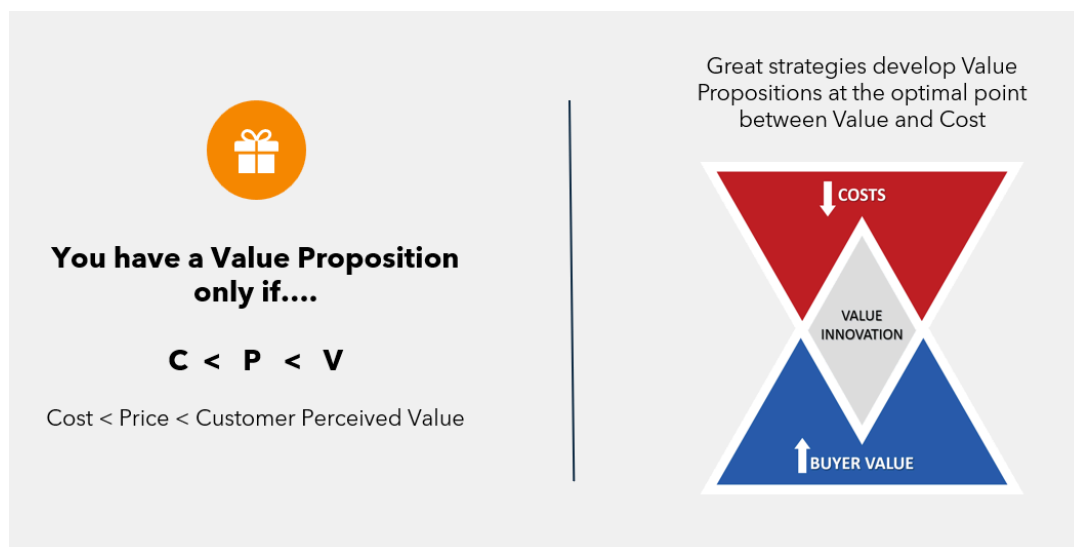 You have a Value Proposition
only if....
C < P < V
Cost < Price < Customer Perceived Value
Great strategies develop Value
Propositions at the optimal point
between Value and Cost
COSTS
VALUE
INNOVATION
BUYER VALUE